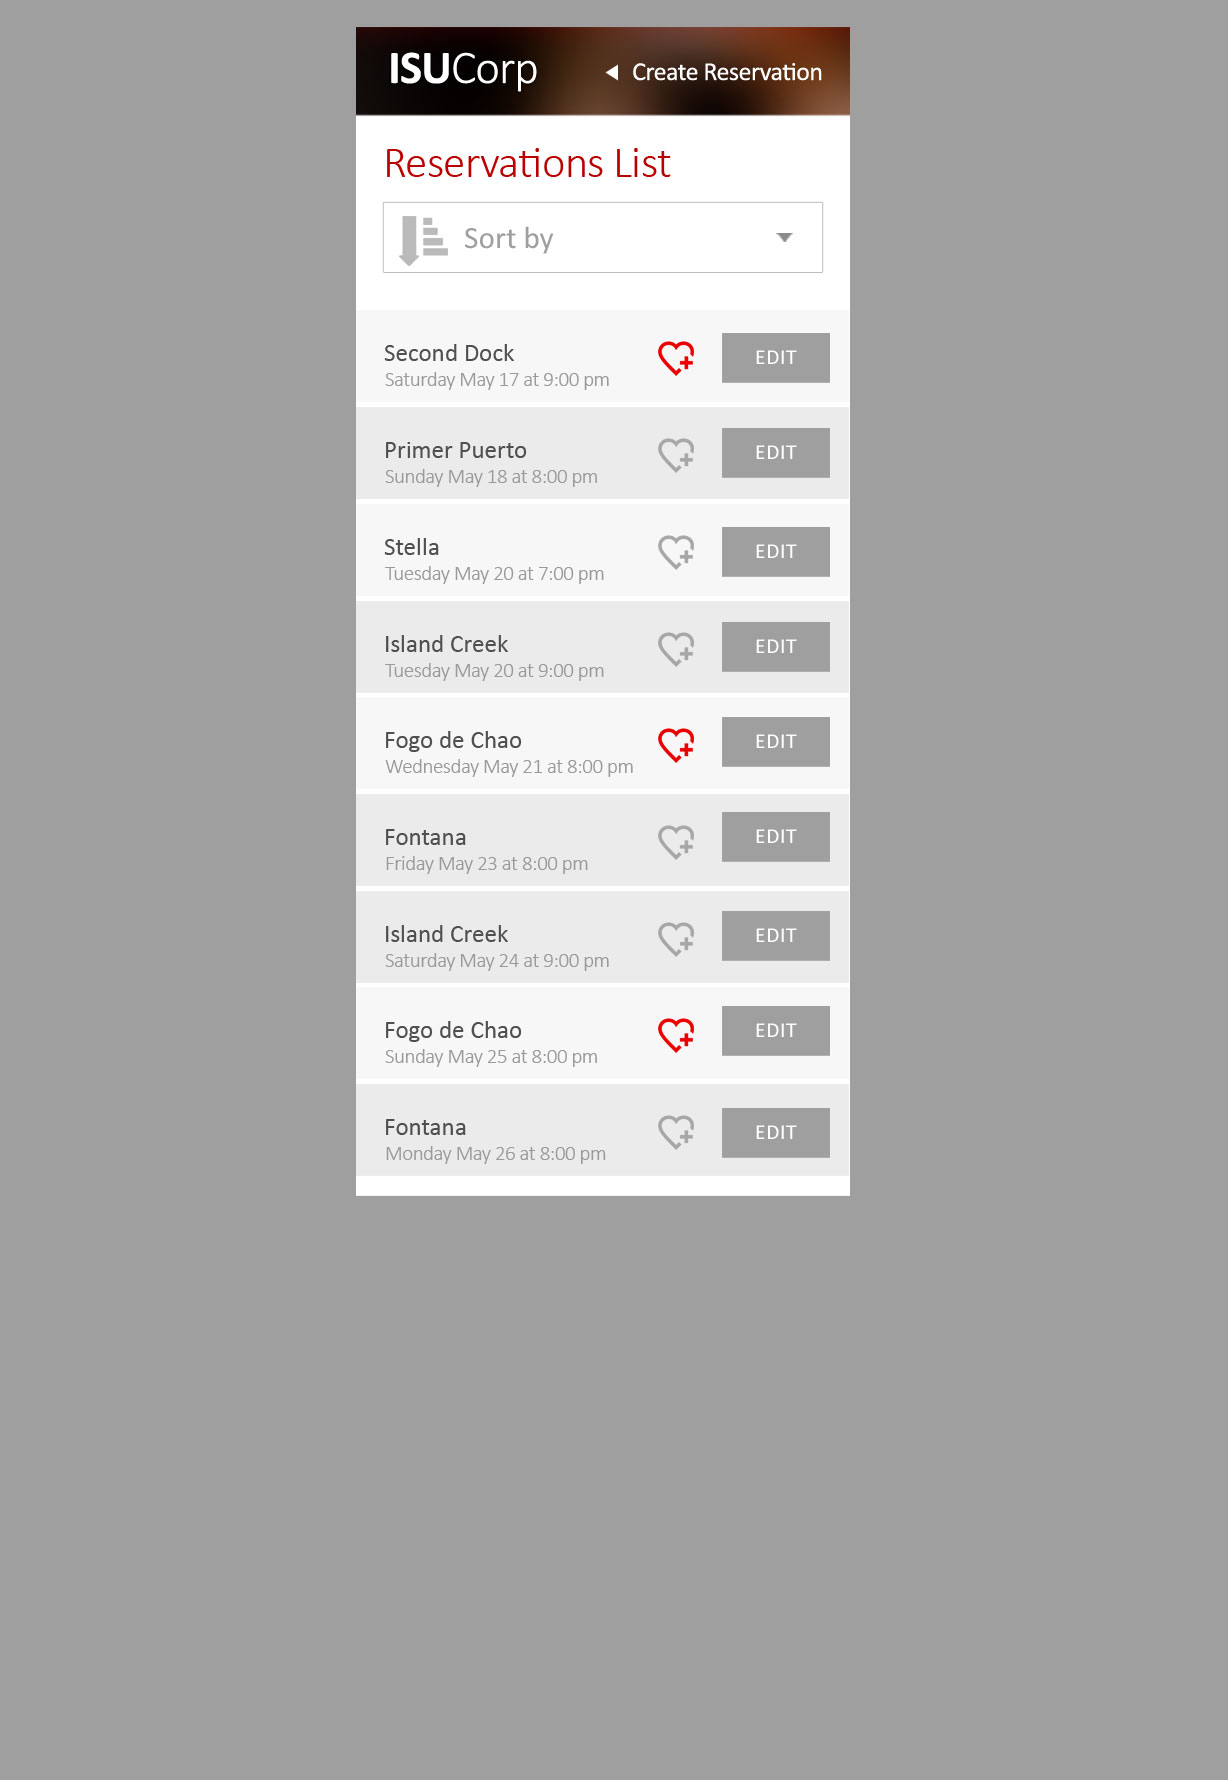 ISUCorp
Create Reservation
Reservations List
Sort by
Second Dock
Saturday May 17 at 9:00 pm
EDIT
Primer Puerto
Sunday May 18 at 8:00 pm
EDIT
Stella
Tuesday May 20 at 7:00 pm
EDIT
Island Creek
Tuesday May 20 at 9:00 pm
EDIT
Fogo de Chao
Wednesday May 21 at 8:00 pm
EDIT
Fontana
Friday May 23 at 8:00 pm
EDIT
Island Creek
Saturday May 24 at 9:00 pm
EDIT
Fogo de Chao
Sunday May 25 at 8:00 pm
EDIT
Fontana
Monday May 26 at 8:00 pm
EDIT